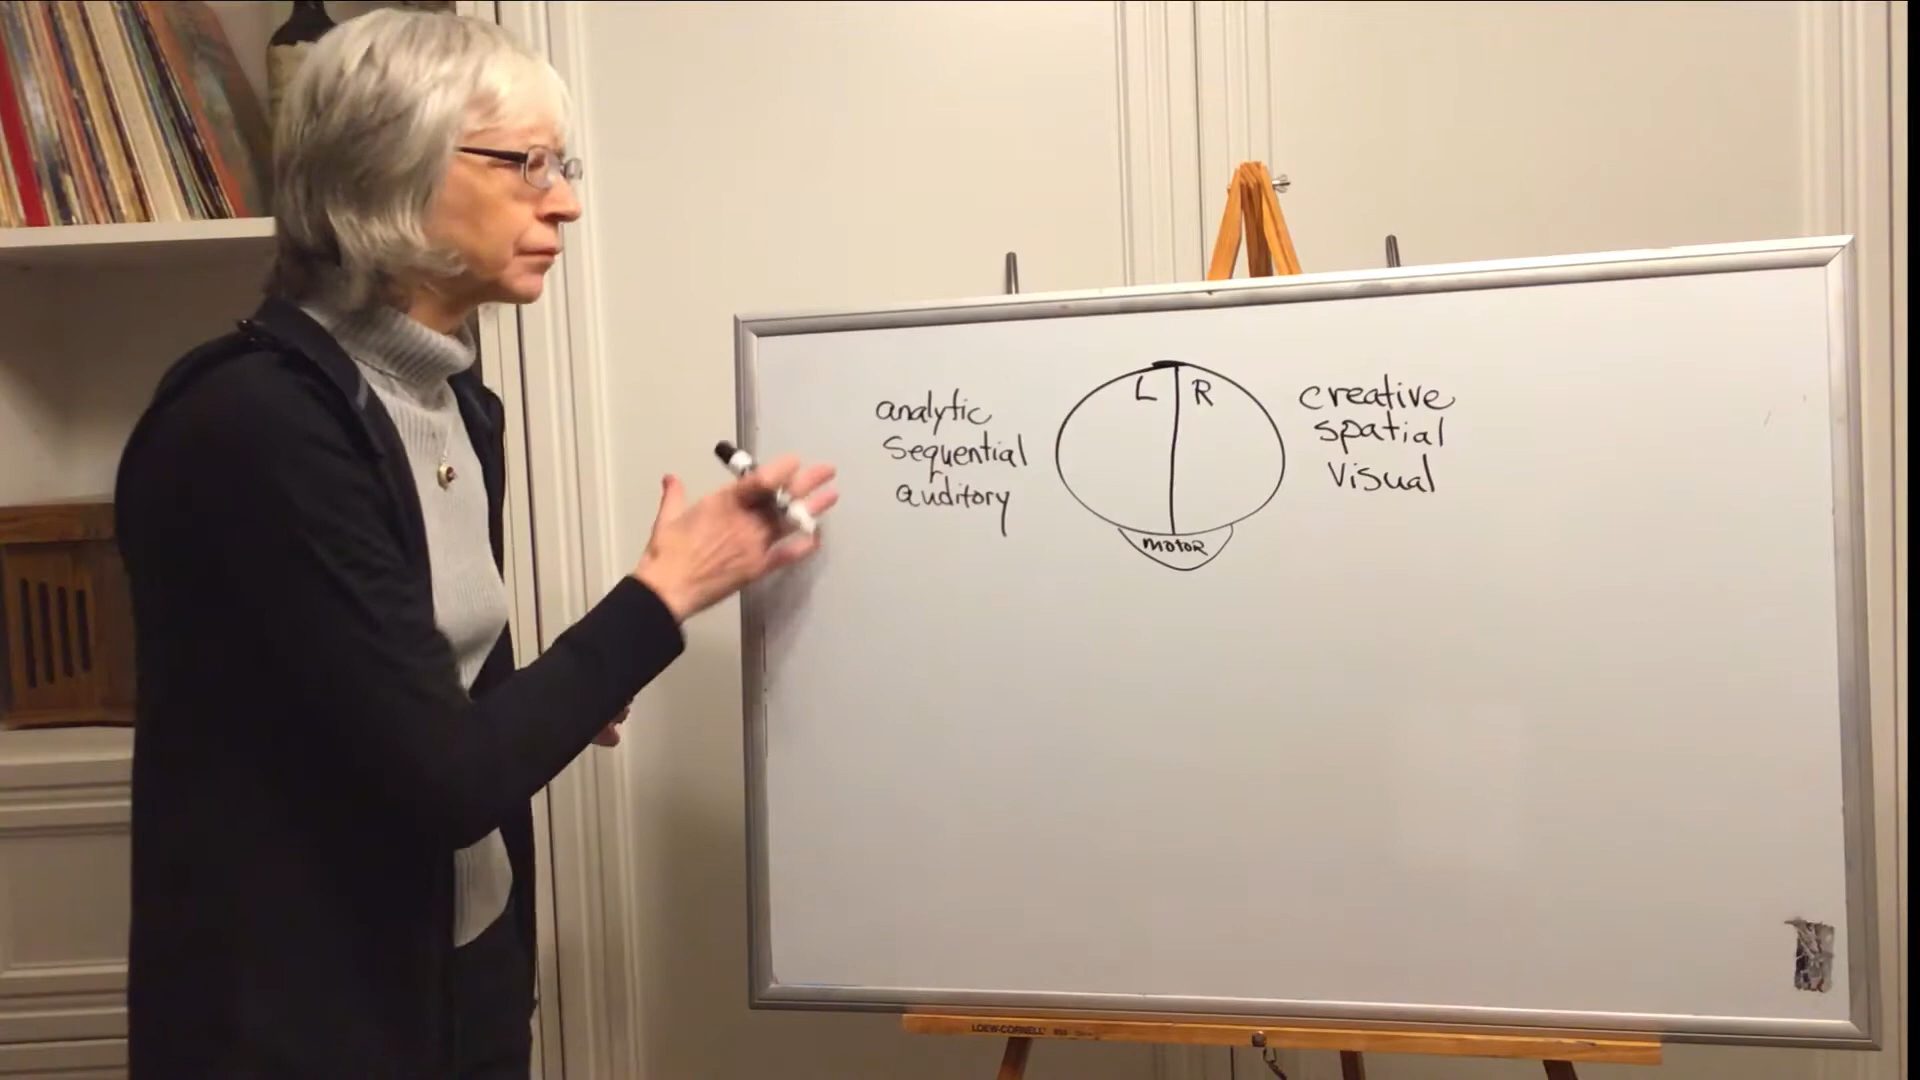 analytic
sequential
auditory
L R
motor
creative
spatial
visual
LOEW-CORNELL